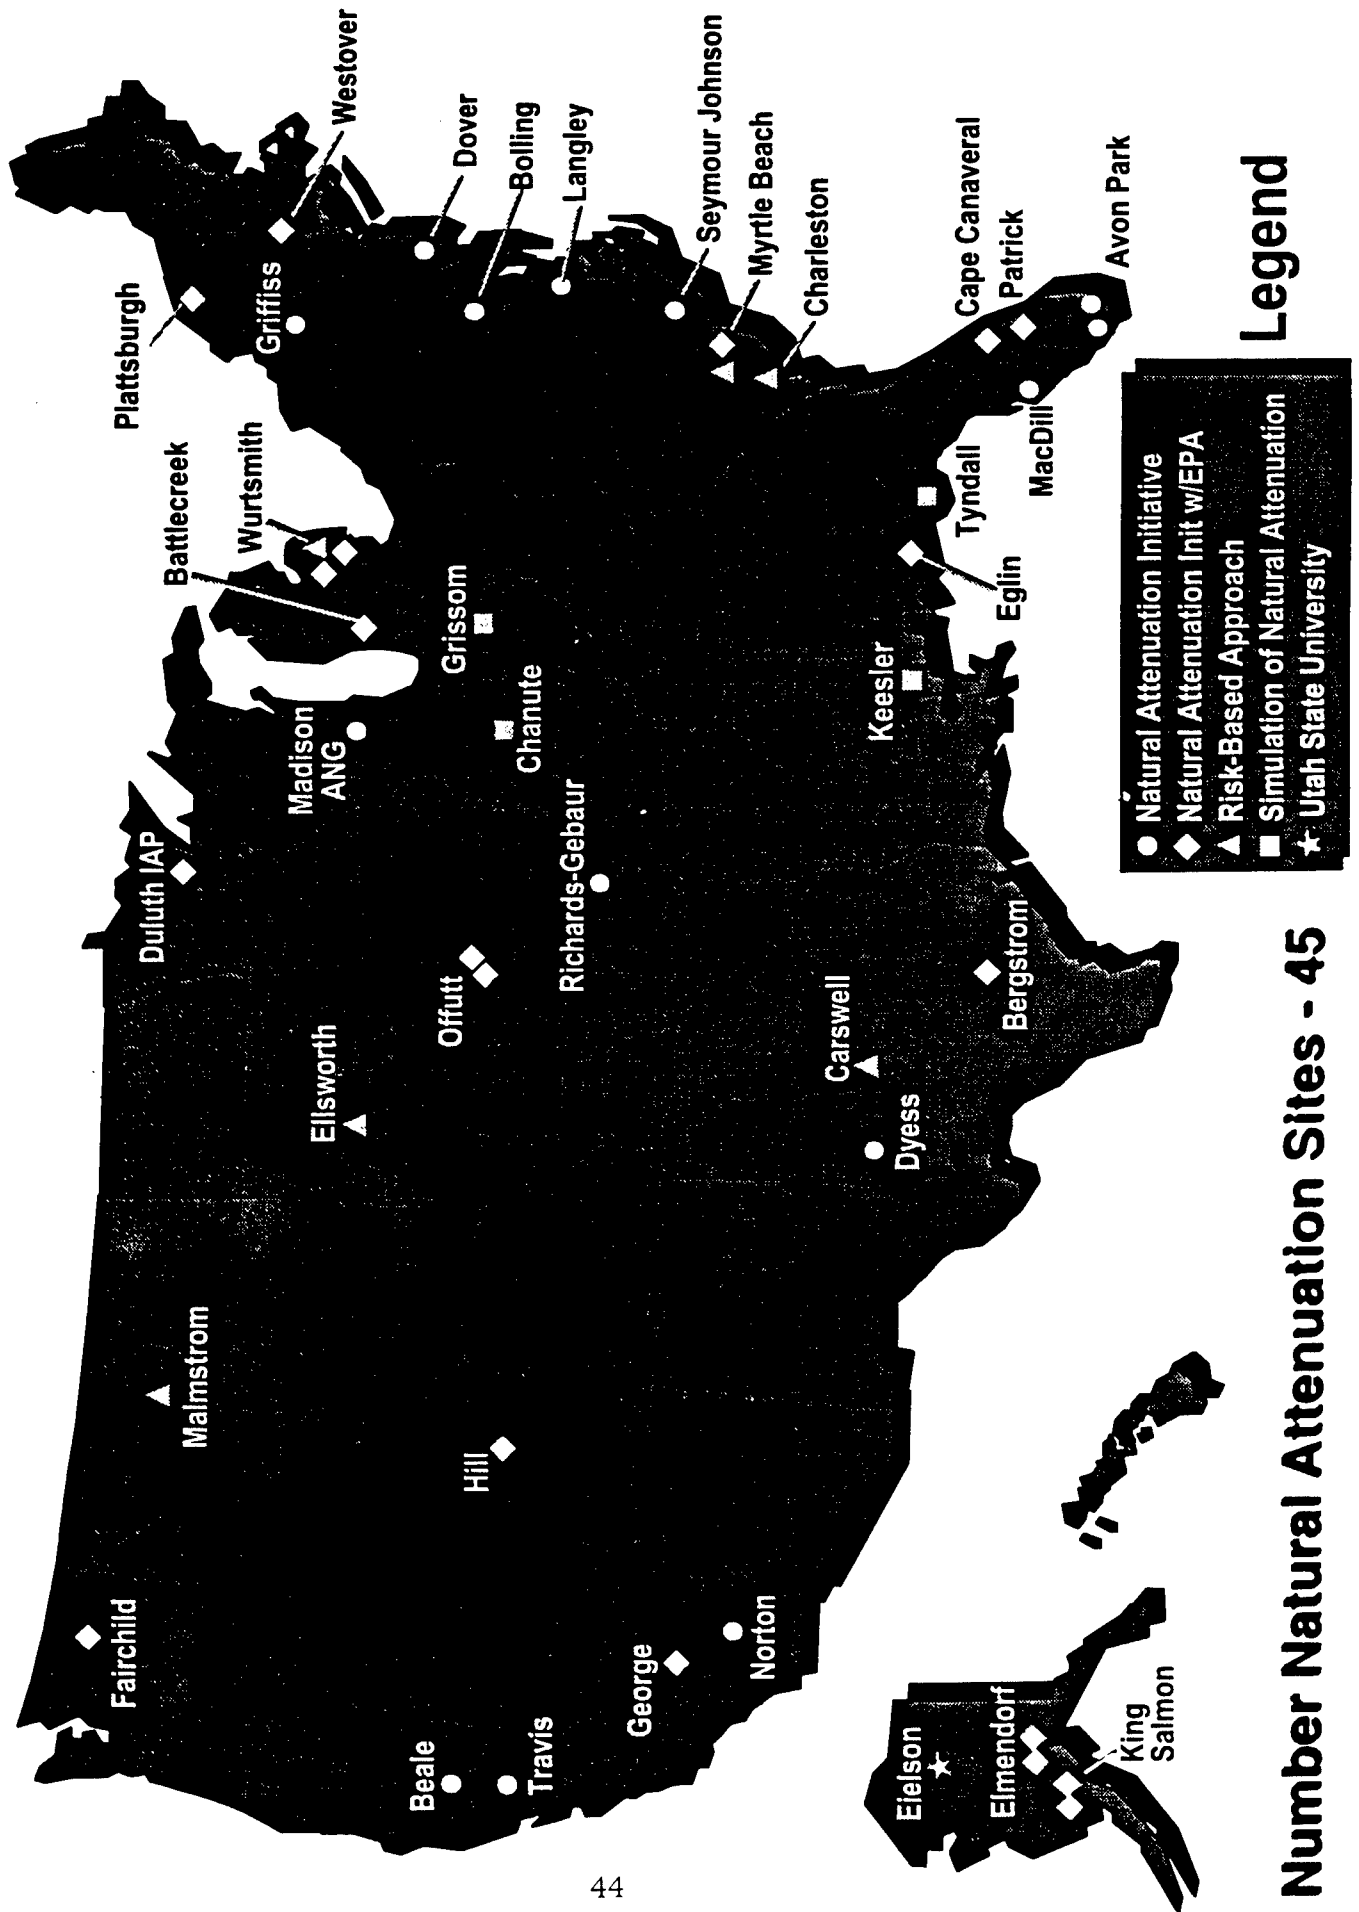 Plattsburgh
Westover
Griffiss
Battlecreek
Wurtsmith
Dover
Bolling
Langley
Seymour Johnson
Myrtle Beach
Charleston
Cape Canaveral
Patrick
Avon Park
MacDill
Tyndall
Eglin
Keesler
Grissom
Chanute
Madison
ANG
Duluth IAP
Richards-Gebaur
Offutt
Ellsworth
Carswell
Dyess
Bergstrom
Malmstrom
Hill
Fairchild
Beale
Travis
George
Norton
Eielson
Elmendorf
King
Salmon
Legend
Natural Attenuation Initiative
Natural Attenuation Init w/EPA
Risk-Based Approach
Simulation of Natural Attenuation
Utah State University
Number Natural Attenuation Sites - 45
44